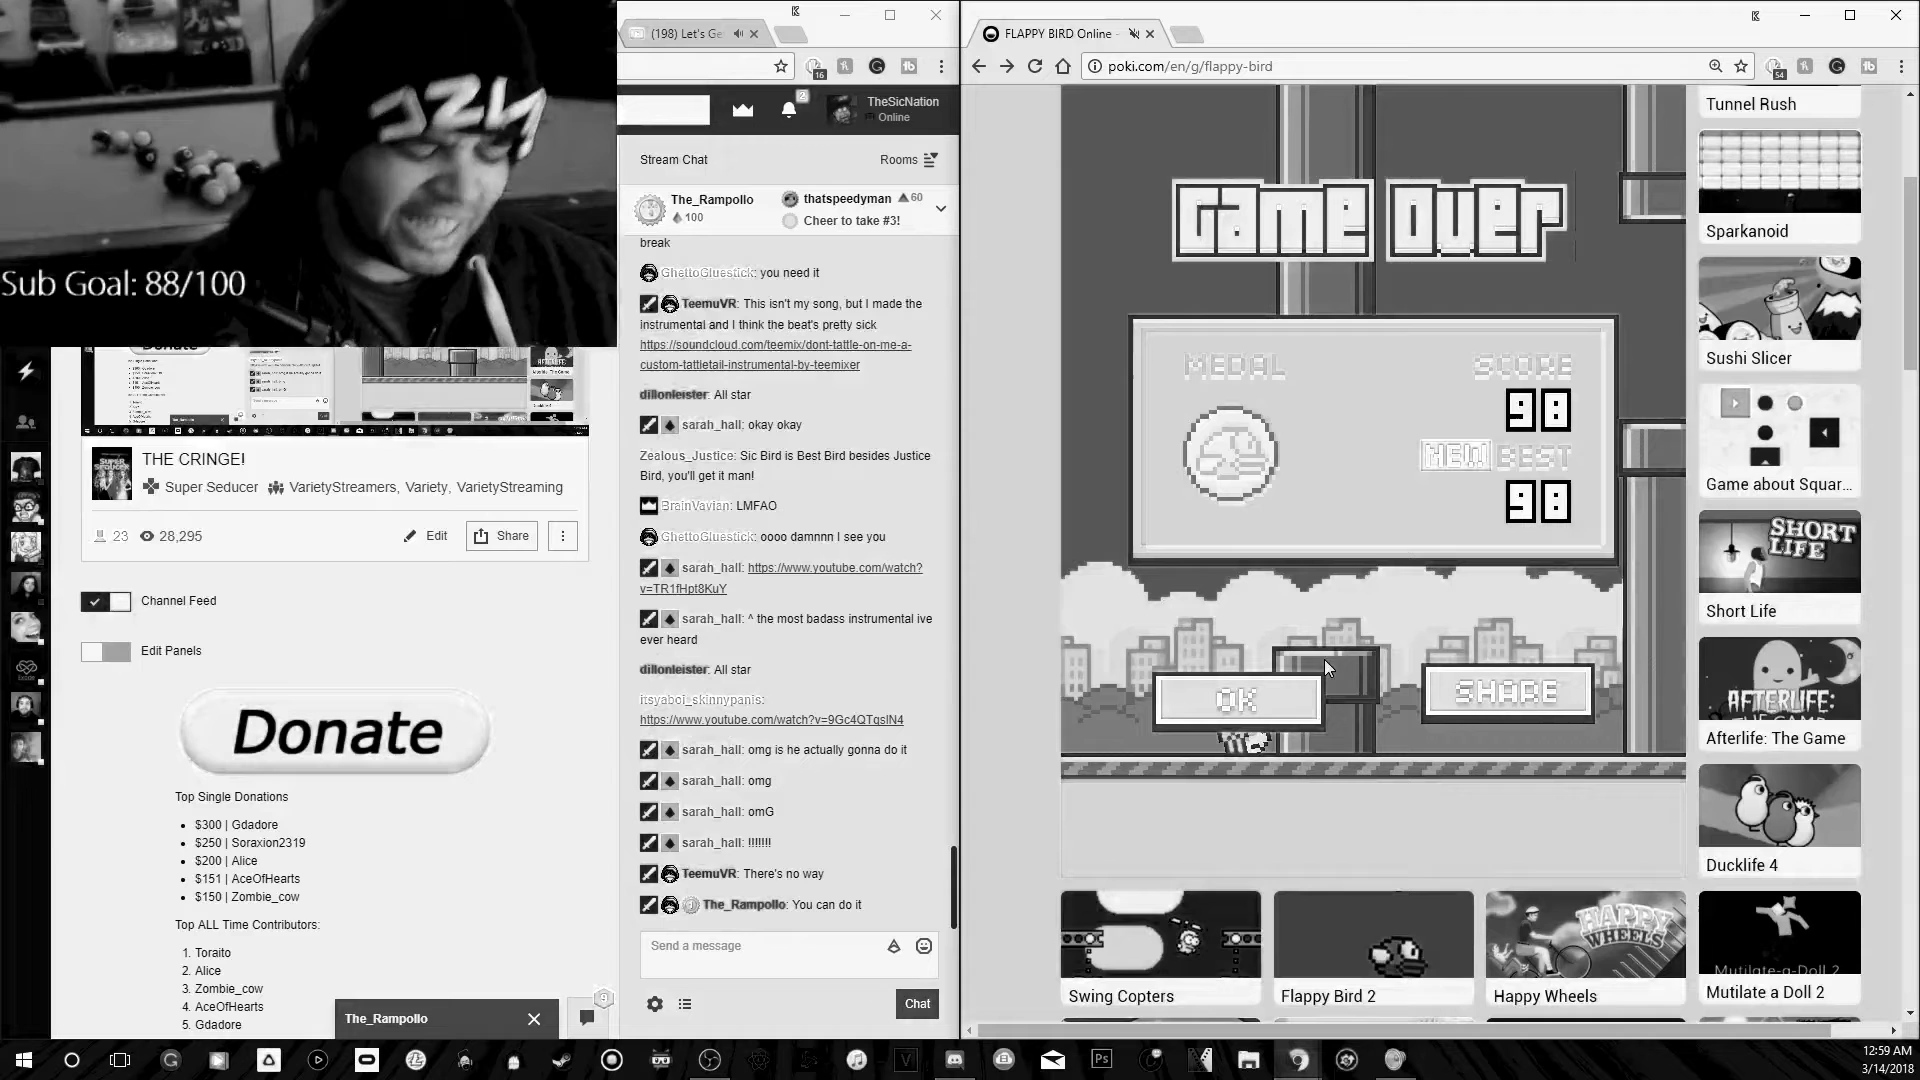 Sub Goal: 88/100
THE CRINGE!
Super Seducer VarietyStreamers, Variety, VarietyStreaming
23 28,295 Edit Share
Channel Feed
Edit Panels
Donate
Top Single Donations
$300 | Gdadore
$250 | Soraxion2319
$200 | Alice
$151 | AceOfHearts
$150 | Zombie_cow
Top ALL Time Contributors:
1. Toraito
2. Alice
3. Zombie_cow
4. AceOfHearts
5. Gdadore
The_Rampollo
(198) Let's Ge
16
2
TheSicNation
Online
Stream Chat Rooms
The_Rampollo
100
thatspeedyman 60
Cheer to take #3!
break
GhettoGluestick: you need it
TeemuVR: This isn't my song, but I made the
instrumental and I think the beat's pretty sick
https://soundcloud.com/teemix/dont-tattle-on-me-a-
custom-tattletail-instrumental-by-teemixer
dillonleister: All star
sarah_hall: okay okay
Zealous_Justice: Sic Bird is Best Bird besides Justice
Bird, you'll get it man!
BrainVavian: LMFAO
GhettoGluestick: oooo damnnn I see you
sarah_hall: https://www.youtube.com/watch?
v=TR1fHpt8KuY
sarah_hall: ^ the most badass instrumental ive
ever heard
dillonleister: All star
itsyaboi_skinnypanis:
https://www.youtube.com/watch?v=9Gc4QTqslN4
sarah_hall: omg is he actually gonna do it
sarah_hall: omg
sarah_hall: omG
sarah_hall: !!!!!!!
TeemuVR: There's no way
The_Rampollo: You can do it
Send a message
Chat
FLAPPY BIRD Online -
poki.com/en/g/flappy-bird
54
Game Over
MEDAL SCORE
98
NEW BEST
98
OK SHARE
Tunnel Rush
Sparkanoid
Sushi Slicer
Game about Squar...
SHORT
LIFE
Short Life
AFTERLIFE:
THE GAME
Afterlife: The Game
Ducklife 4
Mutilate-a-Doll 2
Mutilate a Doll 2
Swing Copters
Flappy Bird 2
HAPPY
WHEELS
Happy Wheels
12:59 AM
3/14/2018